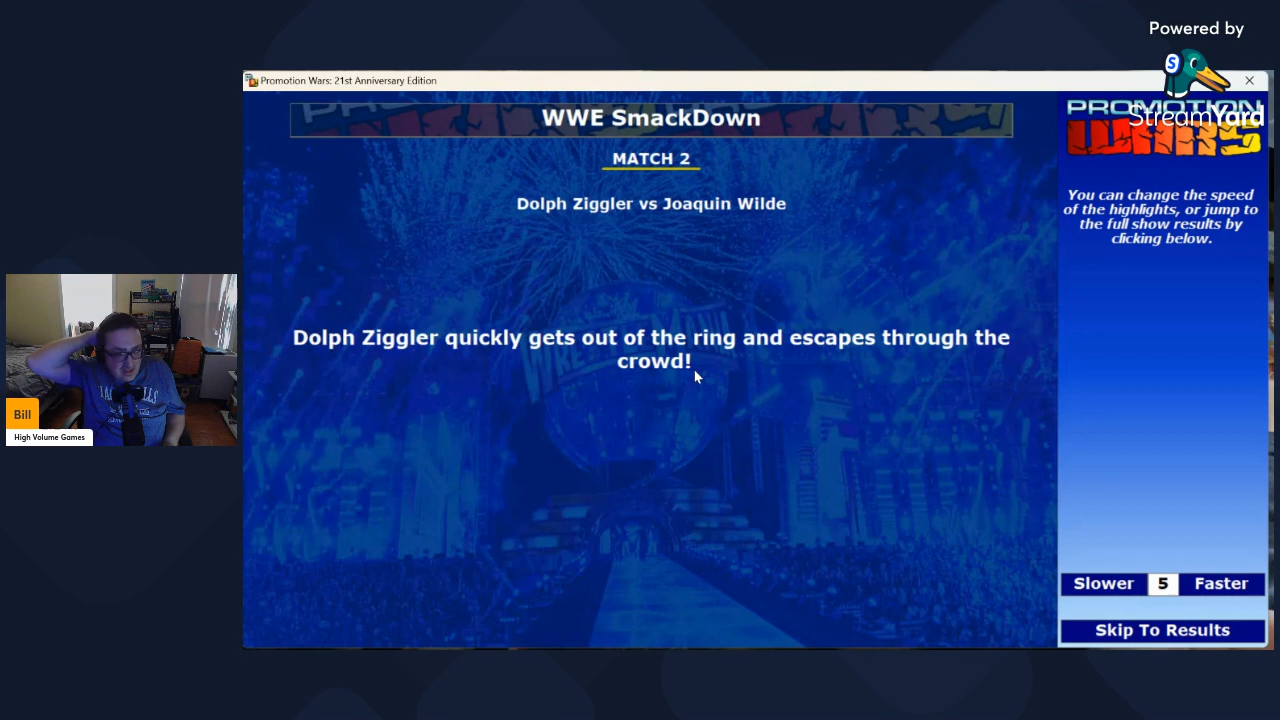 Powered by
StreamYard
Promotion Wars: 21st Anniversary Edition
WWE SmackDown
MATCH 2
Dolph Ziggler vs Joaquin Wilde
Dolph Ziggler quickly gets out of the ring and escapes through the
crowd!
PROMOTION
WARS
You can change the speed
of the highlights, or jump to
the full show results by
clicking below.
Slower 5 Faster
Skip To Results
Bill
High Volume Games